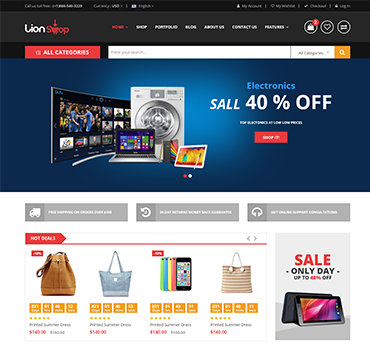 Call us toll free: (+1)866-540-3229
Currency : USD
English
My Account
My Wishlist
Checkout
Log In
Lion Shop
HOME
SHOP
PORTFOLIO
BLOG
ABOUT US
CONTACT US
FEATURES
2
ALL CATEGORIES
Enter your search...
All Categories
Electronics
SALL 40 % OFF
TOP ELECTONICS AT LOW LOW PRICES
SHOP IT!
FREE SHIPPING ON ORDERS OVER
30-DAY RETURNS MONEY BACK GUARANTEE
24/7 ONLINE SUPPORT CONSULTATIONS
HOT DEALS
-10%
-10%
Printed Summer Dress
Printed Summer Dress
Printed Summer Dress
Printed Summer Dress
$140.00 $160.00
$140.00
$140.00 $160.00
$140.00
SALE
- ONLY DAY -
UP TO 40% OFF